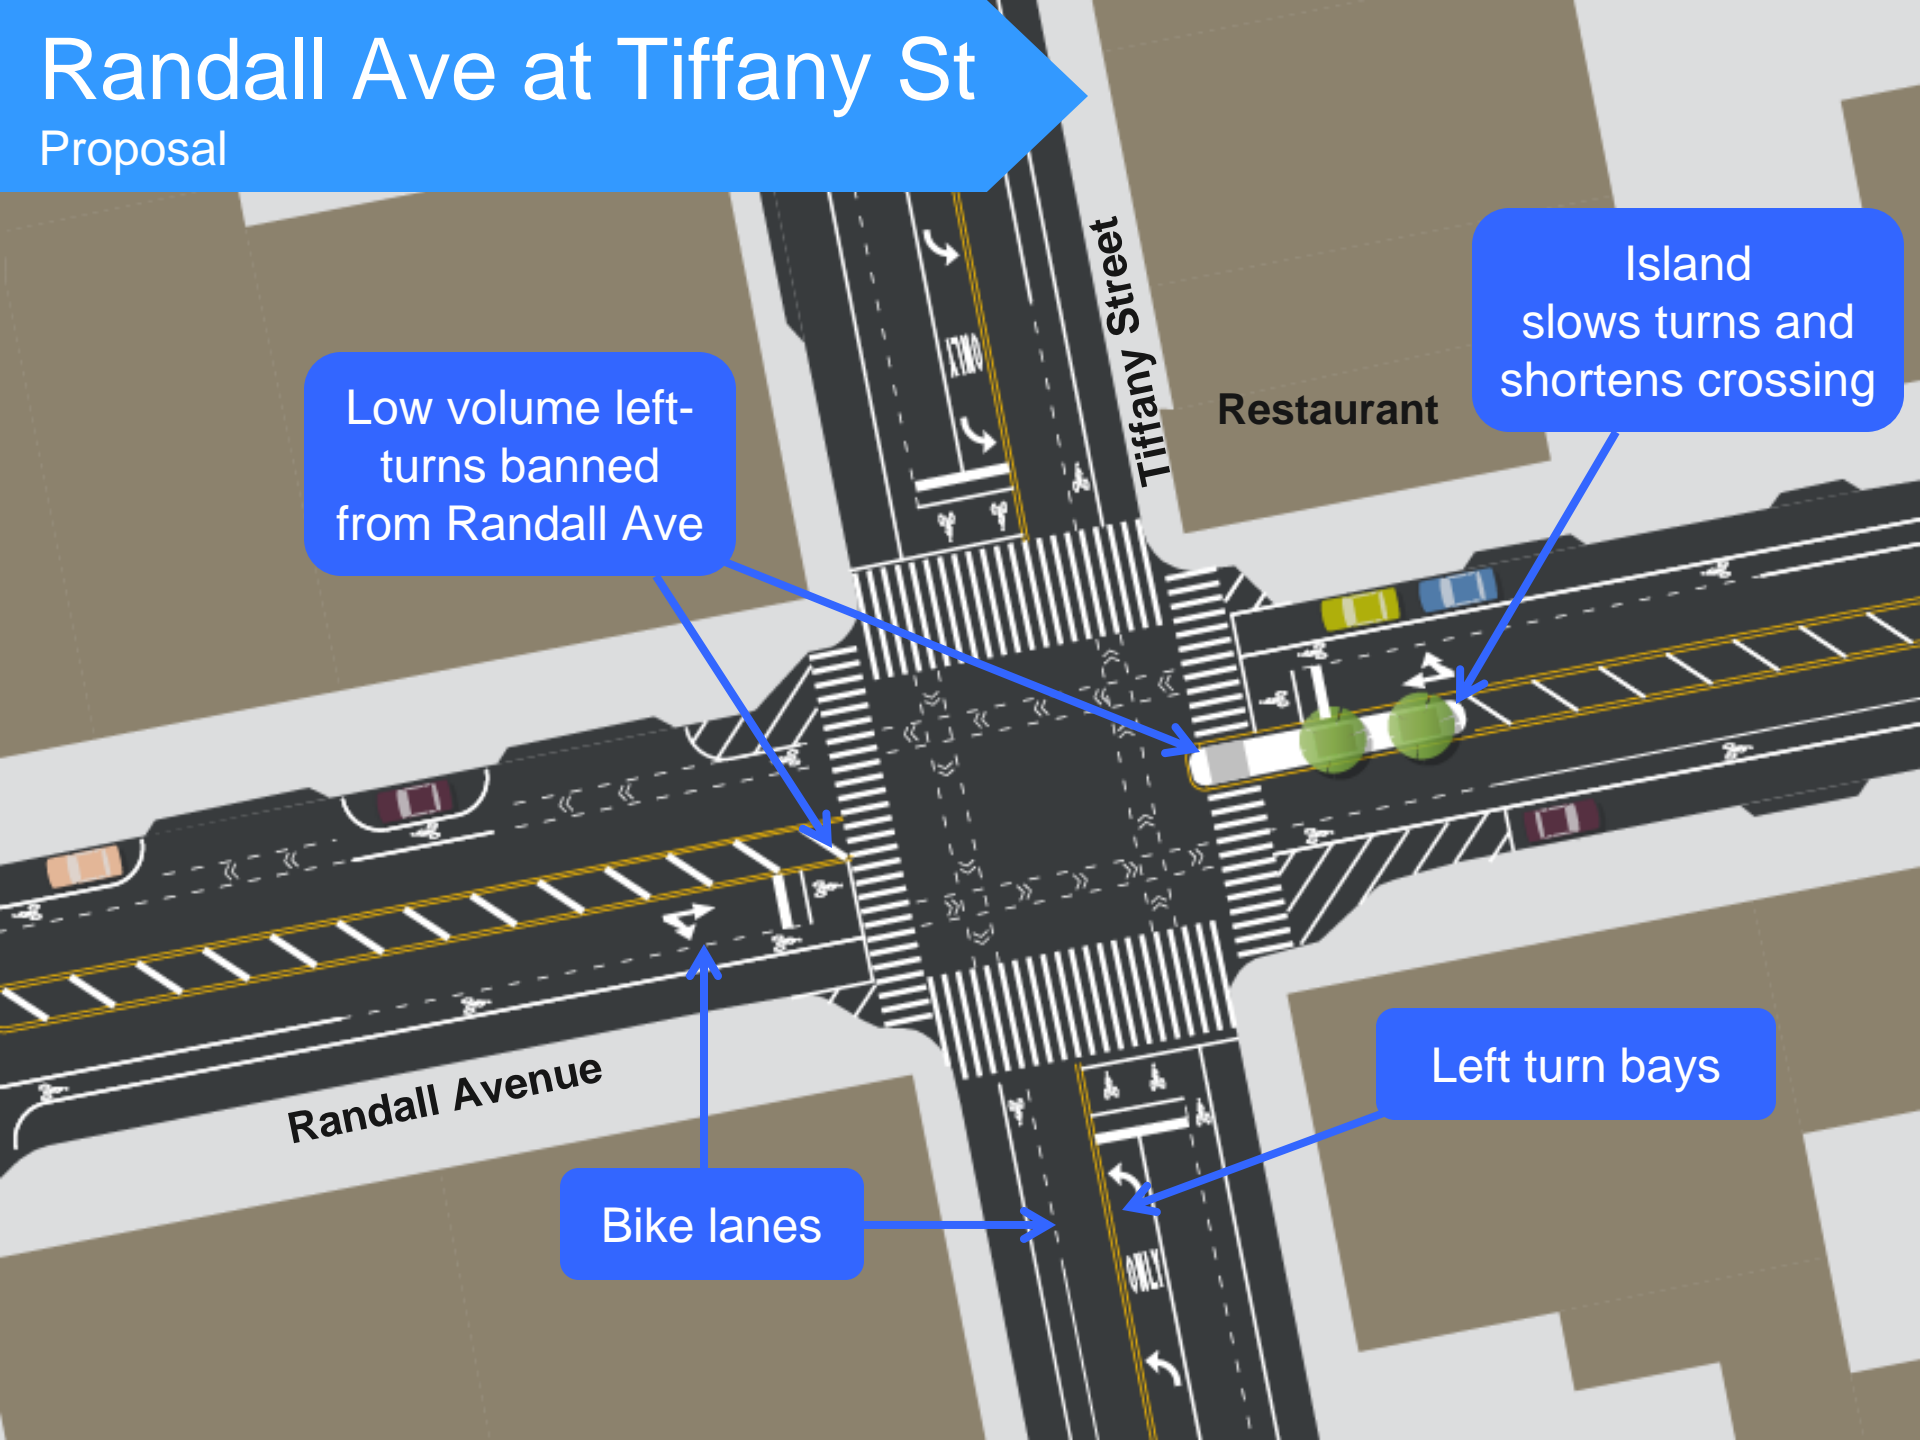 Randall Ave at Tiffany St
Proposal
Tiffany Street
Island
slows turns and
shortens crossing
Restaurant
Low volume left-
turns banned
from Randall Ave
ONLY
Randall Avenue
Left turn bays
Bike lanes
ONLY